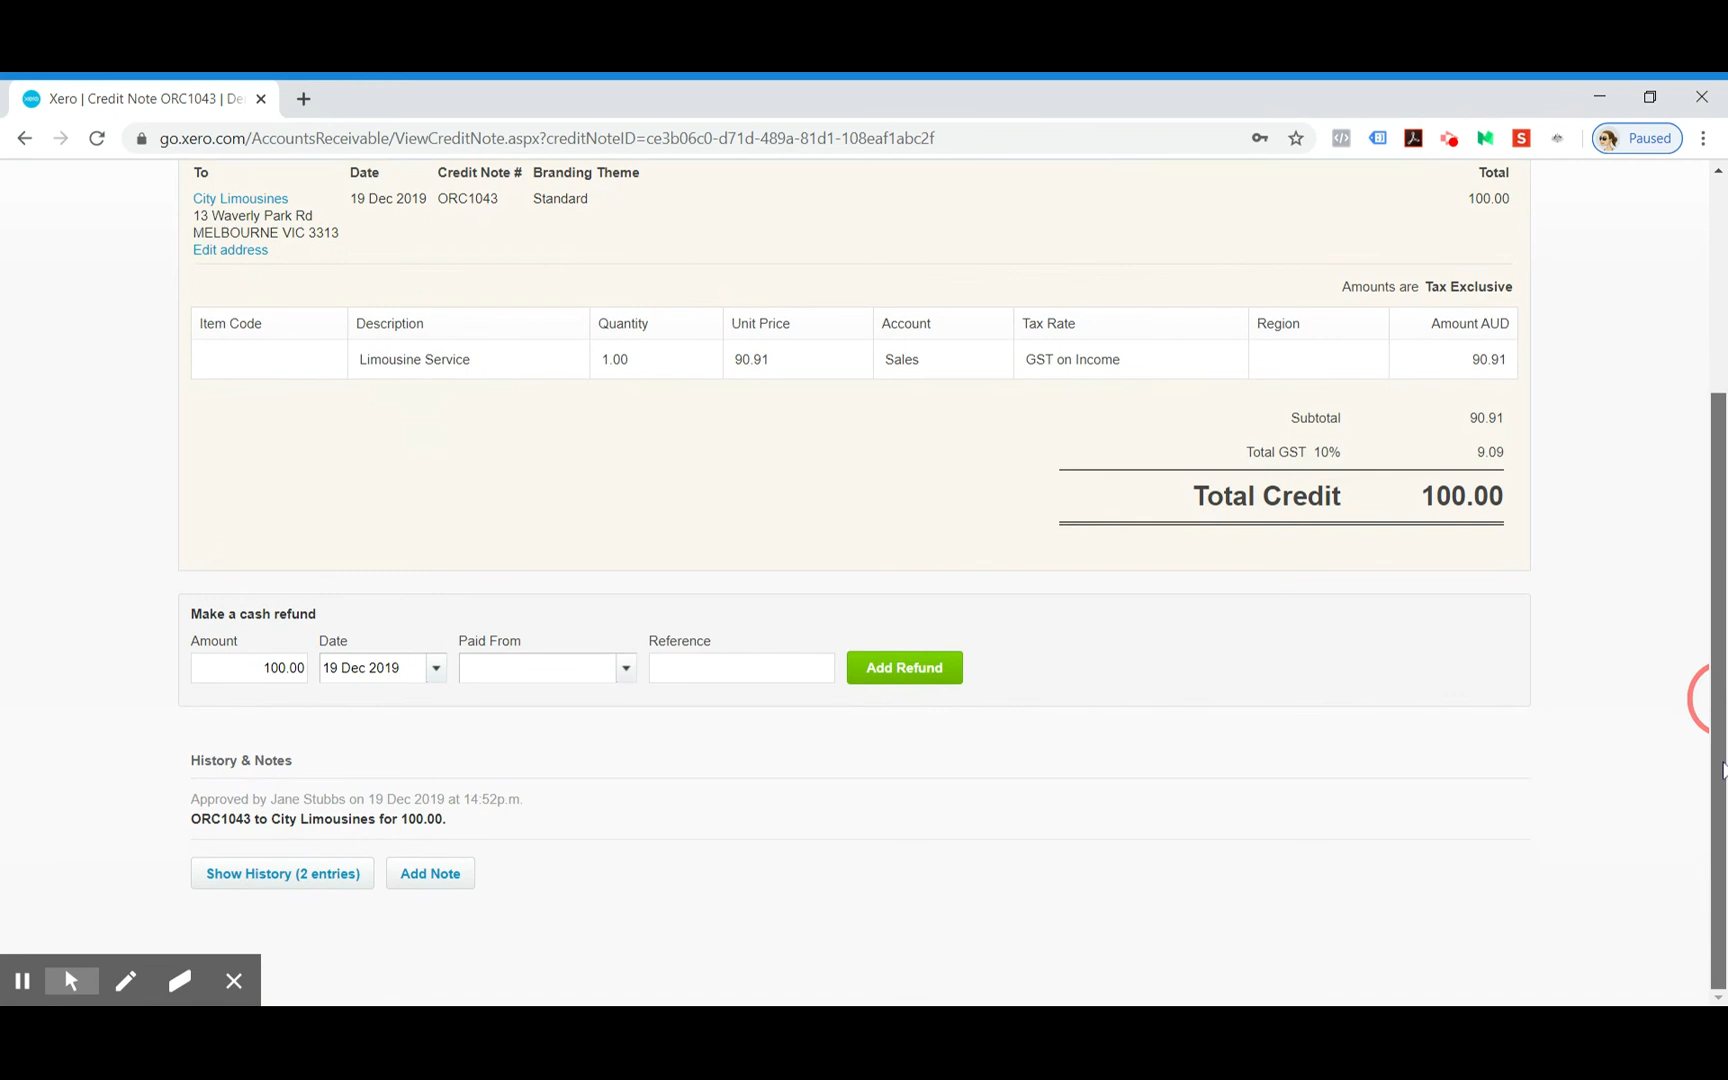 Xero | Credit Note ORC1043 | De
go.xero.com/AccountsReceivable/ViewCreditNote.aspx?creditNoteID=ce3b06c0-d71d-489a-81d1-108eaf1abc2f
Paused
To Date Credit Note # Branding Theme Total
City Limousines 19 Dec 2019 ORC1043 Standard 100.00
13 Waverly Park Rd
MELBOURNE VIC 3313
Edit address
Amounts are Tax Exclusive
Item Code Description Quantity Unit Price Account Tax Rate Region Amount AUD
Limousine Service 1.00 90.91 Sales GST on Income 90.91
Subtotal 90.91
Total GST 10% 9.09
Total Credit 100.00
Make a cash refund
Amount Date Paid From Reference
100.00 19 Dec 2019 Add Refund
History & Notes
Approved by Jane Stubbs on 19 Dec 2019 at 14:52p.m.
ORC1043 to City Limousines for 100.00.
Show History (2 entries) Add Note